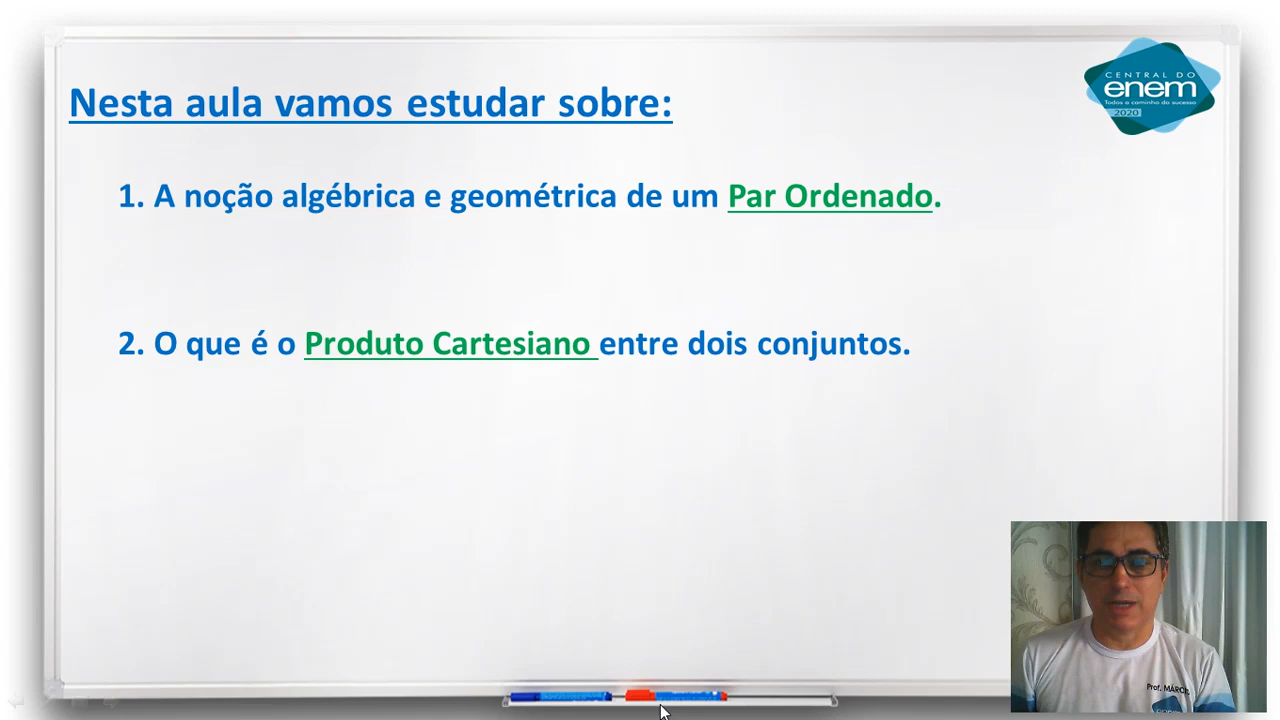 Nesta aula vamos estudar sobre:
CENTRAL DO
enem
Todos a caminho do sucesso
2020
1. A noção algébrica e geométrica de um Par Ordenado.
2. O que é o Produto Cartesiano entre dois conjuntos.
Prof. MÁRCIO